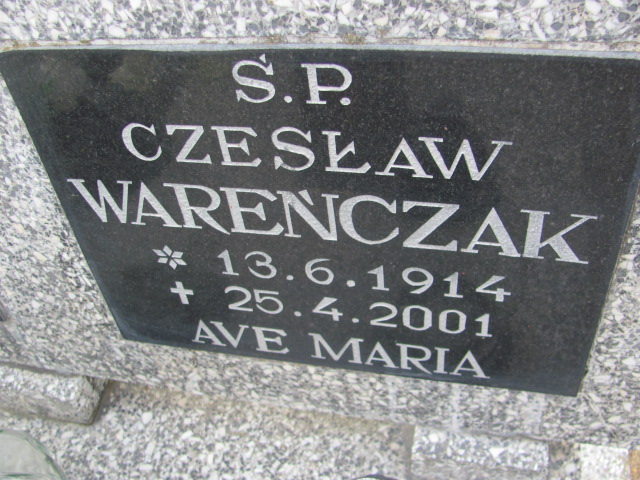 Ś.P.
CZESŁAW
WAREŃCZAK
* 13.6.1914
✝ 25.4.2001
AVE MARIA